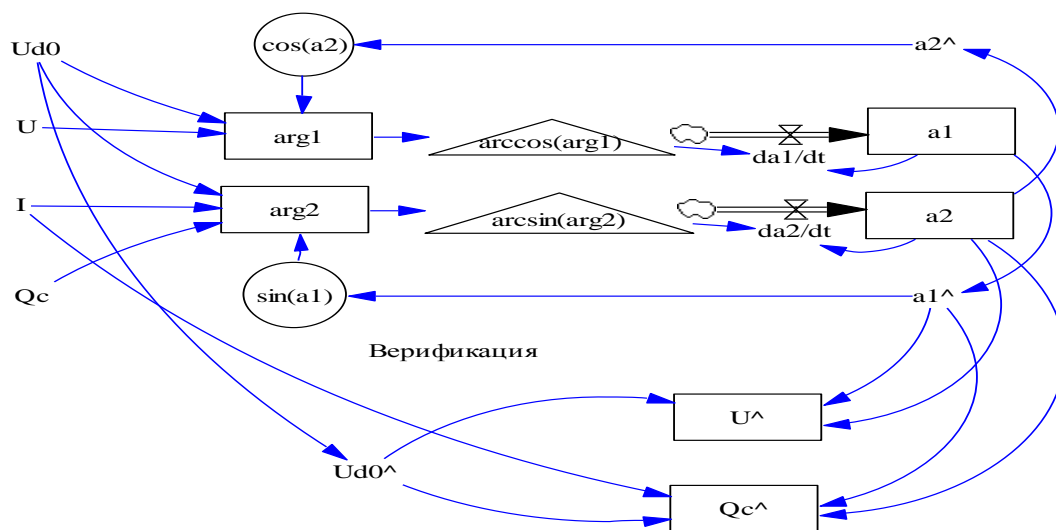 Ud0
cos(a2)
a2^
U
arg1
arccos(arg1)
da1/dt
a1
I
arg2
arcsin(arg2)
da2/dt
a2
Qc
sin(a1)
a1^
Верификация
U^
Ud0^
Qc^